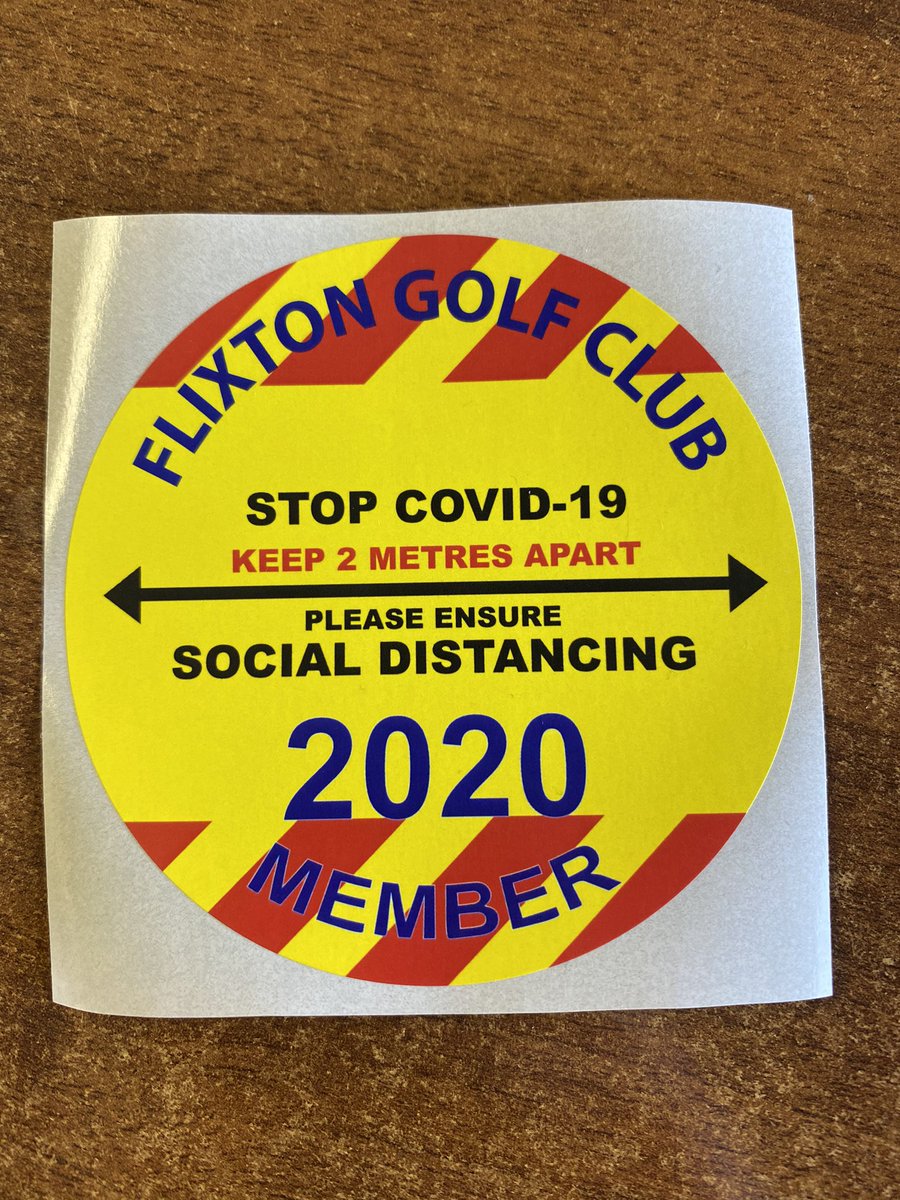 FLIXTON GOLF CLUB
STOP COVID-19
KEEP 2 METRES APART
PLEASE ENSURE
SOCIAL DISTANCING
2020
MEMBER